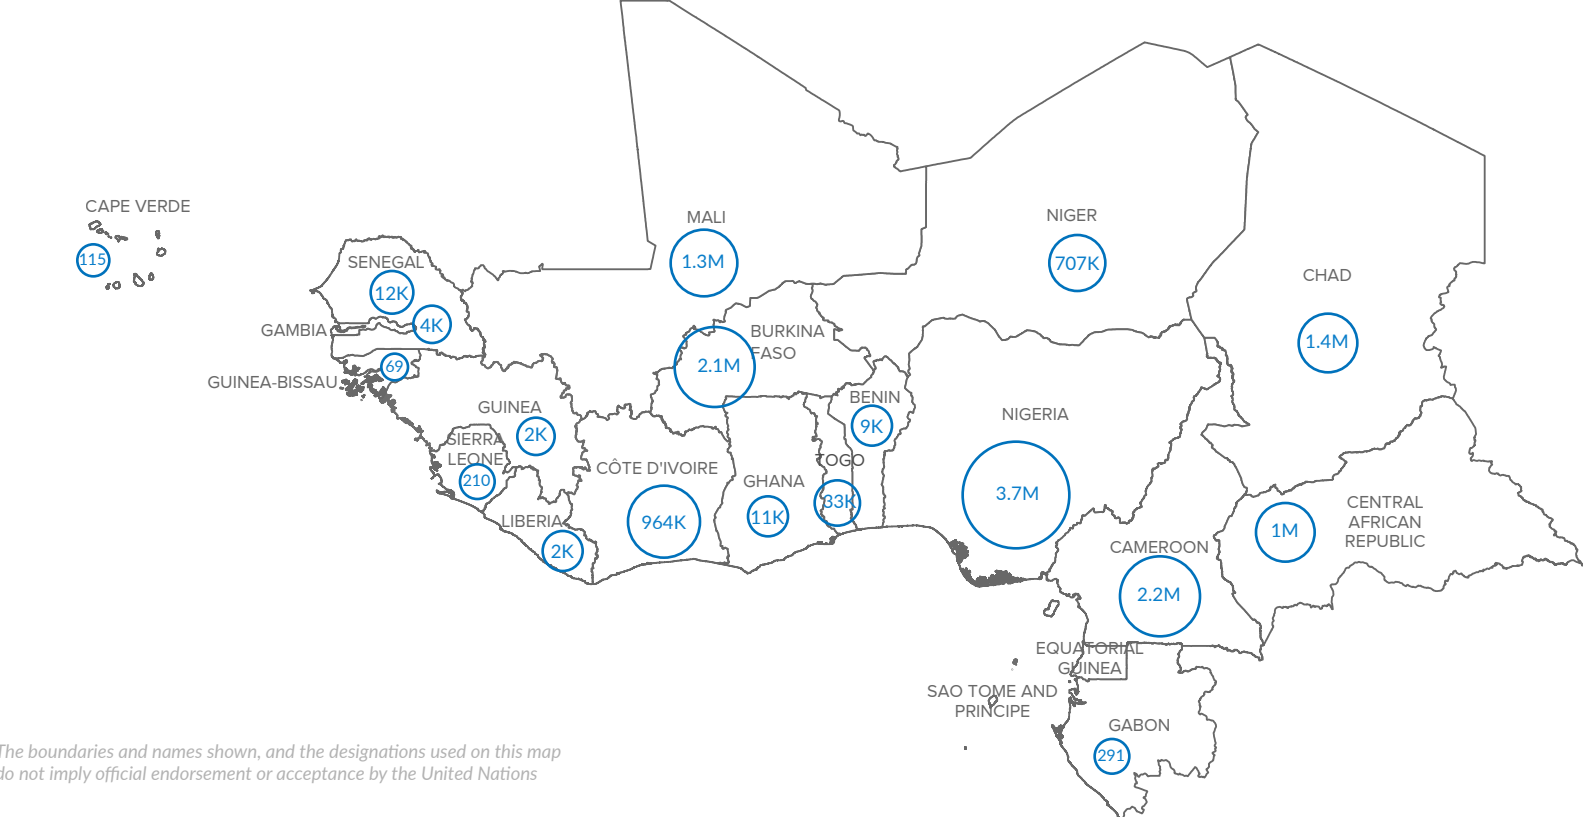 CAPE VERDE
115
SENEGAL
12K
GAMBIA
4K
69
GUINEA-BISSAU
GUINEA
2K
SIERRA
LEONE
210
LIBERIA
2K
MALI
1.3M
BURKINA
FASO
2.1M
CÔTE D'IVOIRE
964K
GHANA
11K
TOGO
33K
BENIN
9K
NIGER
707K
NIGERIA
3.7M
CHAD
1.4M
CENTRAL
AFRICAN
REPUBLIC
1M
CAMEROON
2.2M
EQUATORIAL
GUINEA
SAO TOME AND
PRINCIPE
GABON
291
The boundaries and names shown, and the designations used on this map
do not imply official endorsement or acceptance by the United Nations